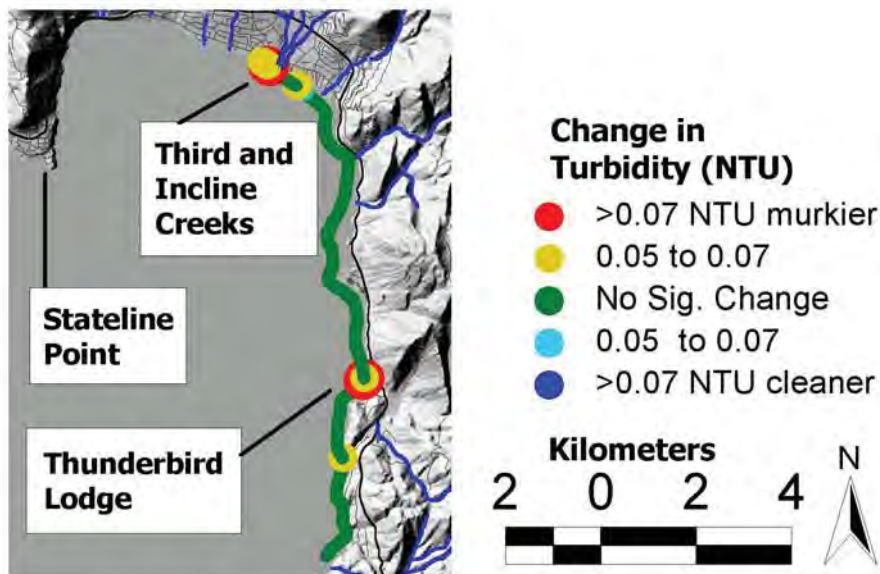 Third and
Incline
Creeks
Stateline
Point
Thunderbird
Lodge
Change in
Turbidity (NTU)
>0.07 NTU murkier
0.05 to 0.07
No Sig. Change
0.05 to 0.07
>0.07 NTU cleaner
Kilometers
2 0 2 4
N